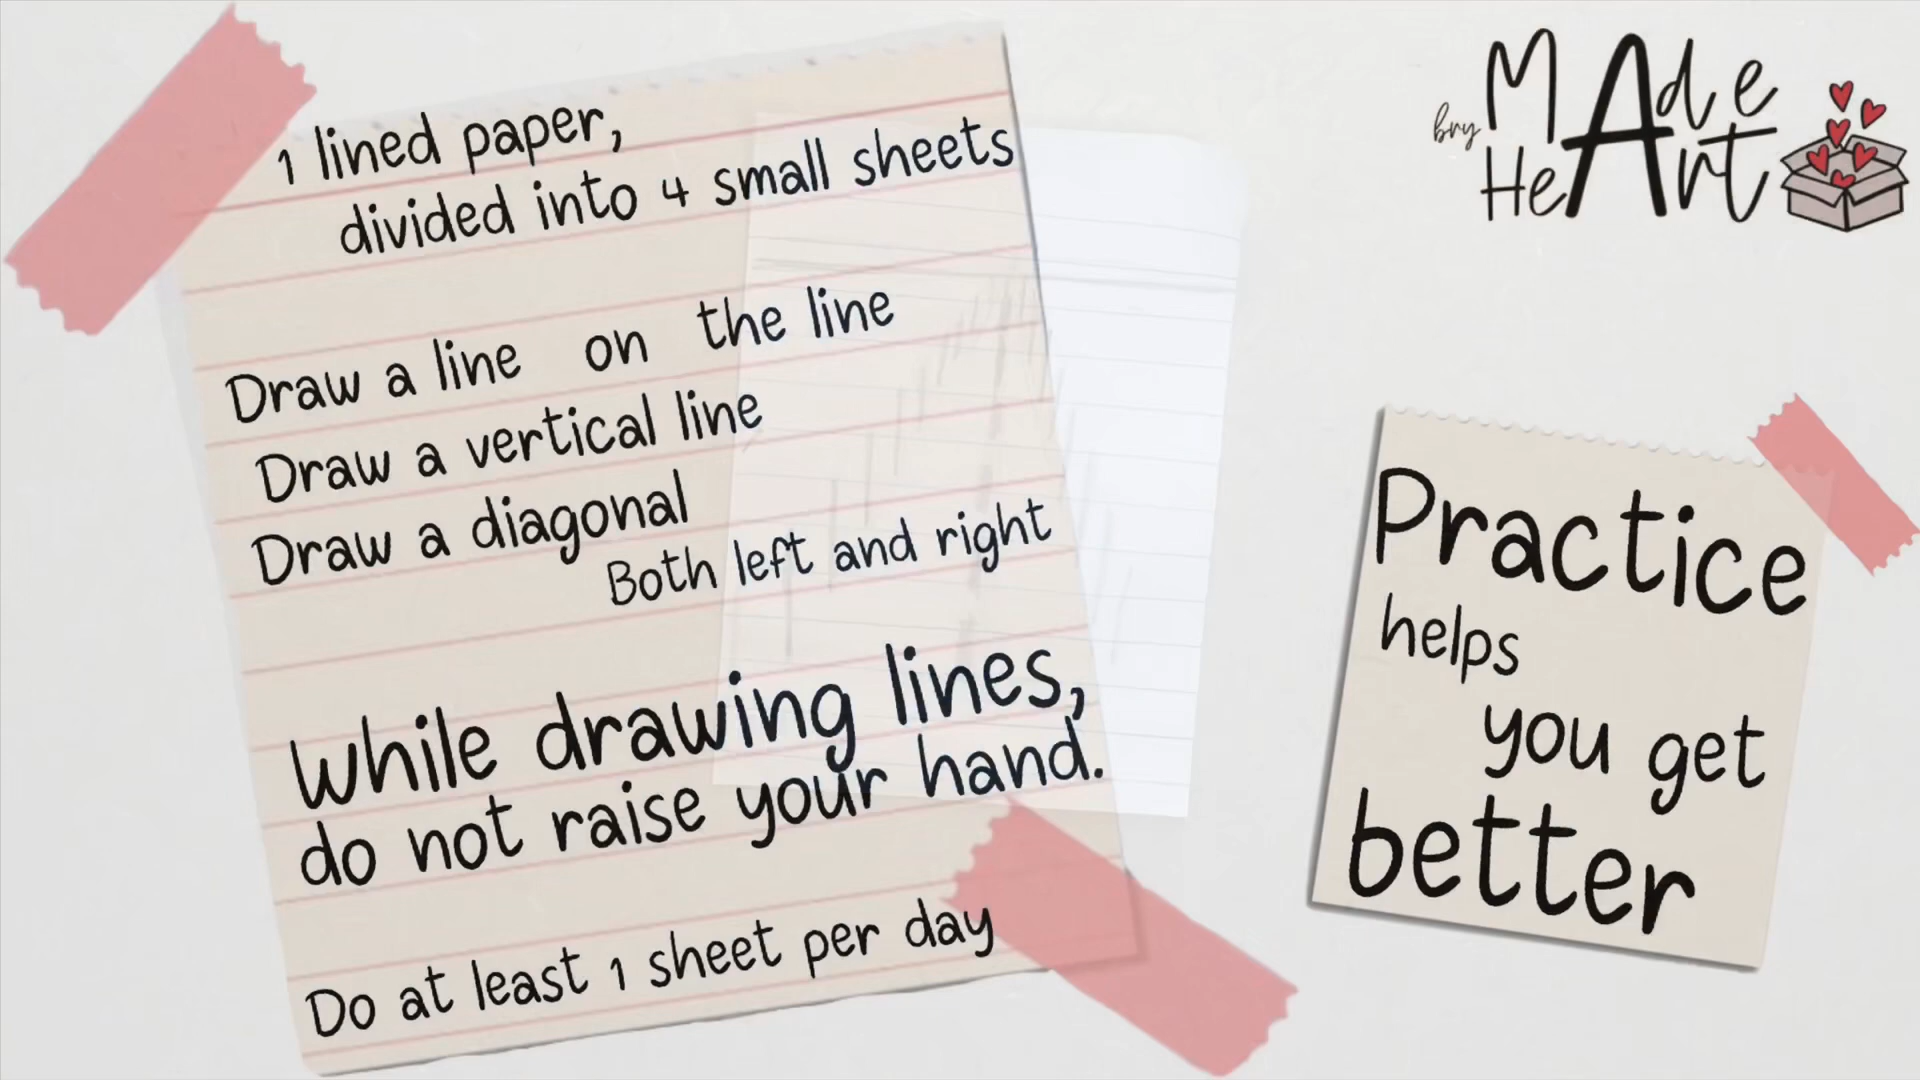 1 lined paper,
divided into 4 small sheets
Draw a line on the line
Draw a vertical line
Draw a diagonal
Both left and right
While drawing lines,
do not raise your hand.
Do at least 1 sheet per day
bry
MAde
HeArt
Practice
helps
you get
better